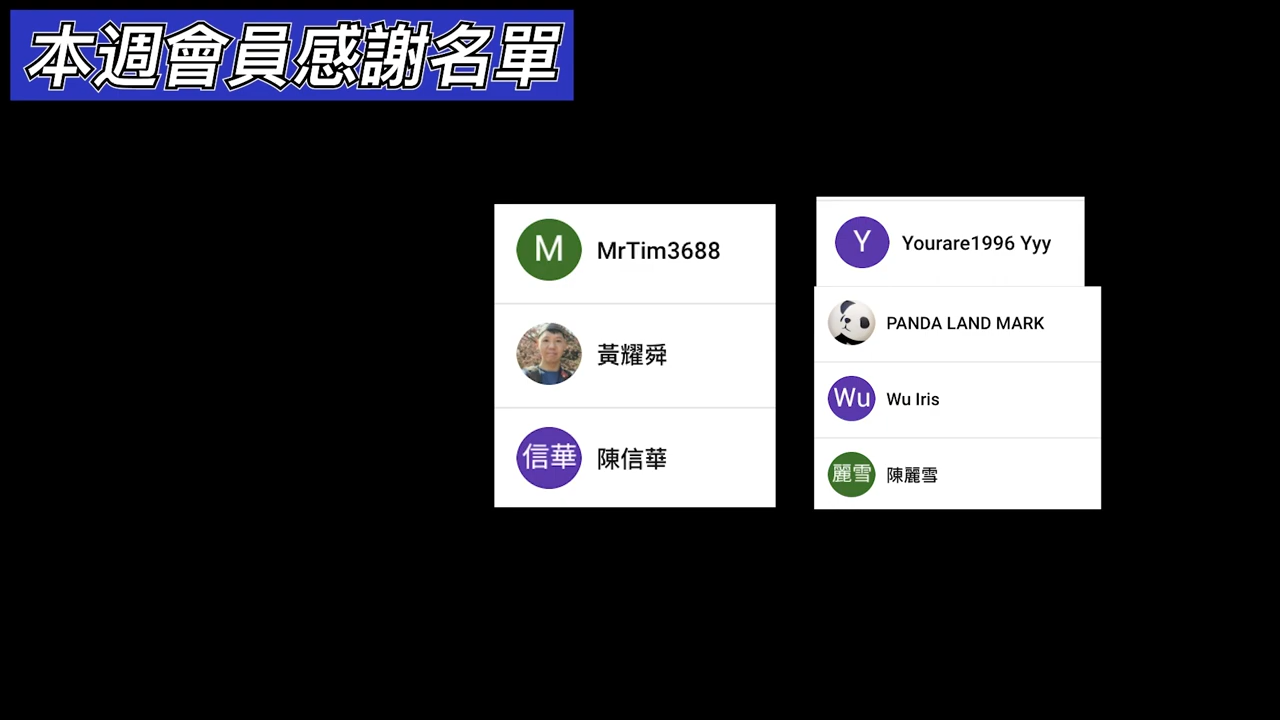 本週會員感謝名單
M MrTim3688
黃耀舜
信華 陳信華
Y Yourare1996 Yyy
PANDA LAND MARK
Wu Wu Iris
麗雪 陳麗雪